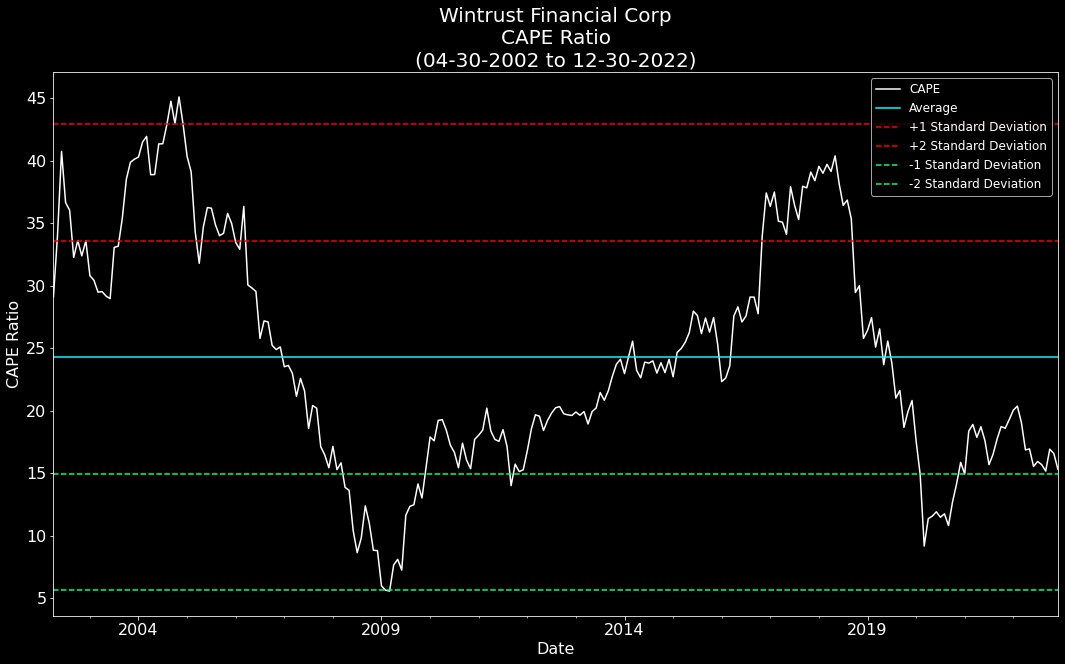 Wintrust Financial Corp
CAPE Ratio
(04-30-2002 to 12-30-2022)
CAPE
Average
+1 Standard Deviation
+2 Standard Deviation
-1 Standard Deviation
-2 Standard Deviation
CAPE Ratio
45
40
35
30
25
20
15
10
5
2004
2009
2014
2019
Date